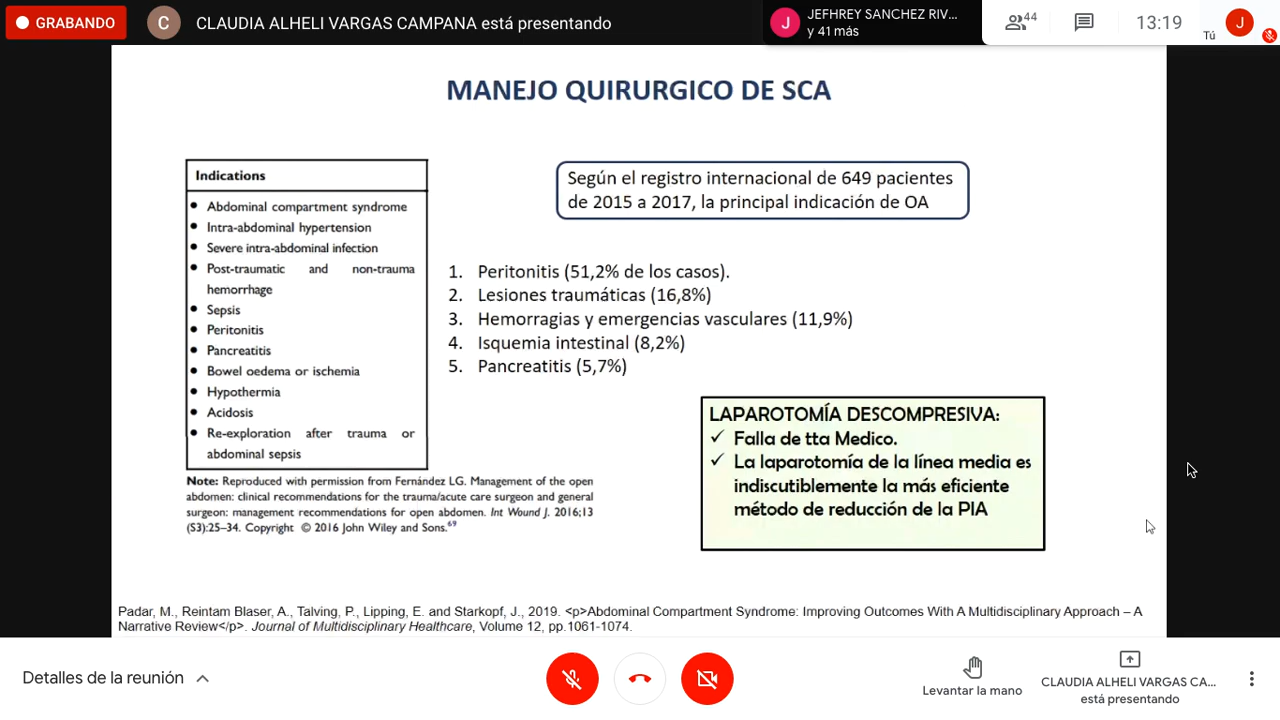 GRABANDO
C
CLAUDIA ALHELI VARGAS CAMPANA está presentando
J
JEFHREY SANCHEZ RIV...
y 41 más
44
13:19
Tú
J
MANEJO QUIRURGICO DE SCA
Indications
• Abdominal compartment syndrome
• Intra-abdominal hypertension
• Severe intra-abdominal infection
• Post-traumatic and non-trauma
hemorrhage
• Sepsis
• Peritonitis
• Pancreatitis
• Bowel oedema or ischemia
• Hypothermia
• Acidosis
• Re-exploration after trauma or
abdominal sepsis
Note: Reproduced with permission from Fernández LG. Management of the open
abdomen: clinical recommendations for the trauma/acute care surgeon and general
surgeon: management recommendations for open abdomen. Int Wound J. 2016;13
(S3):25–34. Copyright © 2016 John Wiley and Sons.69
Según el registro internacional de 649 pacientes
de 2015 a 2017, la principal indicación de OA
1. Peritonitis (51,2% de los casos).
2. Lesiones traumáticas (16,8%)
3. Hemorragias y emergencias vasculares (11,9%)
4. Isquemia intestinal (8,2%)
5. Pancreatitis (5,7%)
LAPAROTOMÍA DESCOMPRESIVA:
✓ Falla de tta Medico.
✓ La laparotomía de la línea media es
indiscutiblemente la más eficiente
método de reducción de la PIA
Padar, M., Reintam Blaser, A., Talving, P., Lipping, E. and Starkopf, J., 2019. <p>Abdominal Compartment Syndrome: Improving Outcomes With A Multidisciplinary Approach – A
Narrative Review</p>. Journal of Multidisciplinary Healthcare, Volume 12, pp.1061-1074.
Detalles de la reunión
Levantar la mano
CLAUDIA ALHELI VARGAS CA...
está presentando